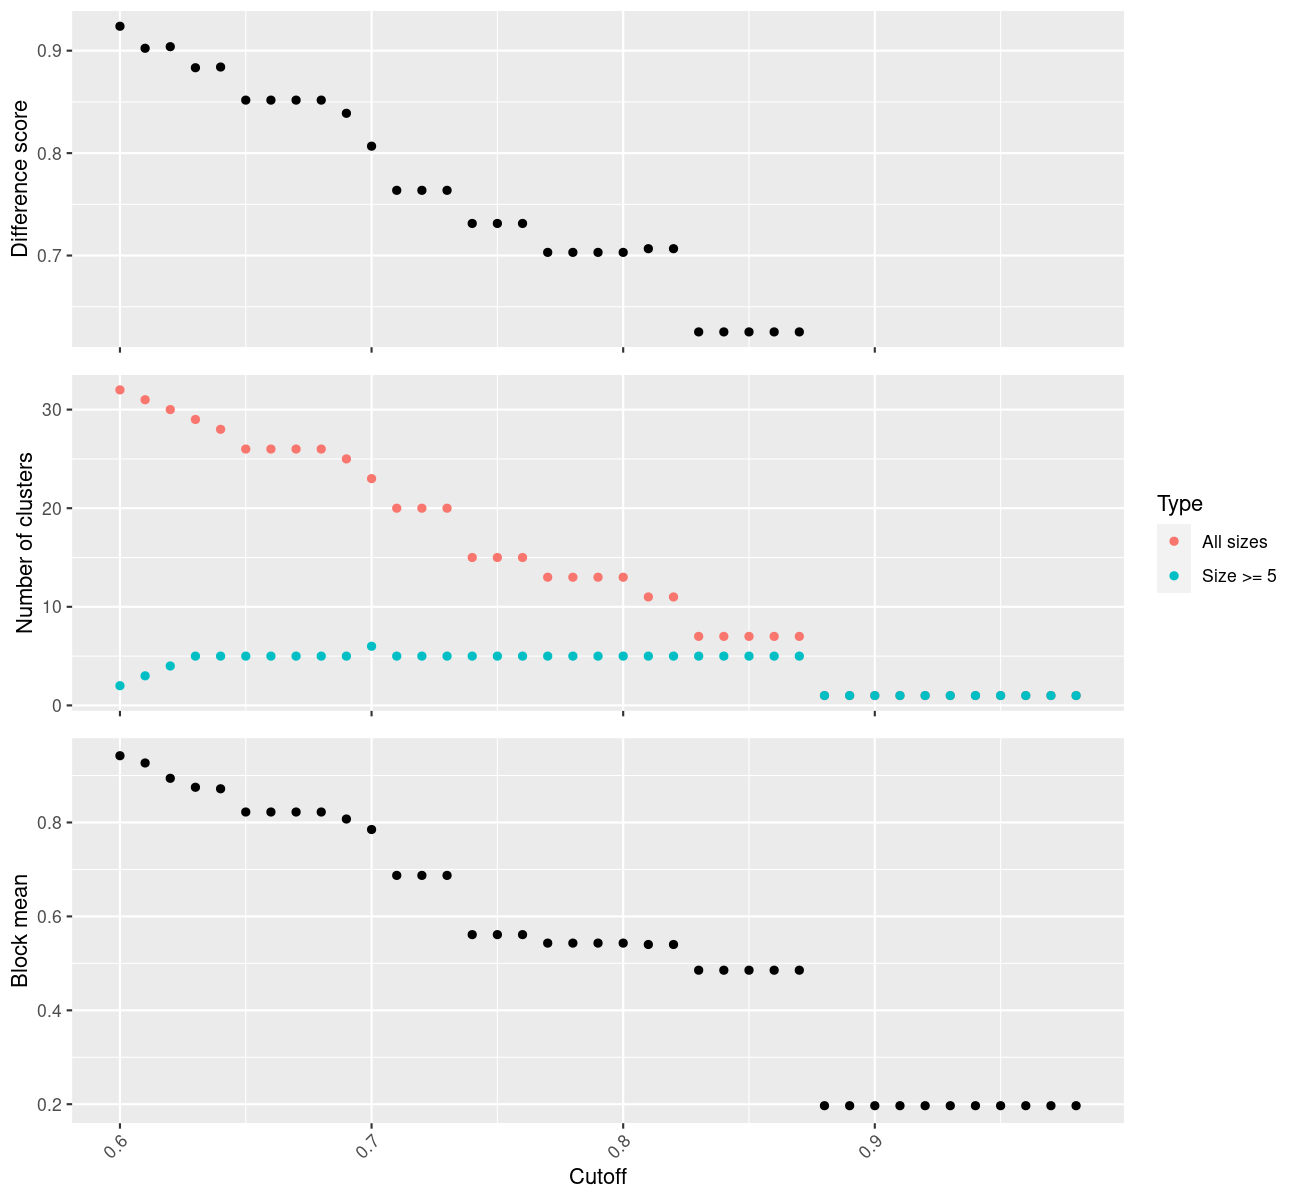 Difference score
0.9
0.8
0.7
Number of clusters
30
20
10
0
Type
All sizes
Size >= 5
Block mean
0.8
0.6
0.4
0.2
0.6
0.7
0.8
0.9
Cutoff